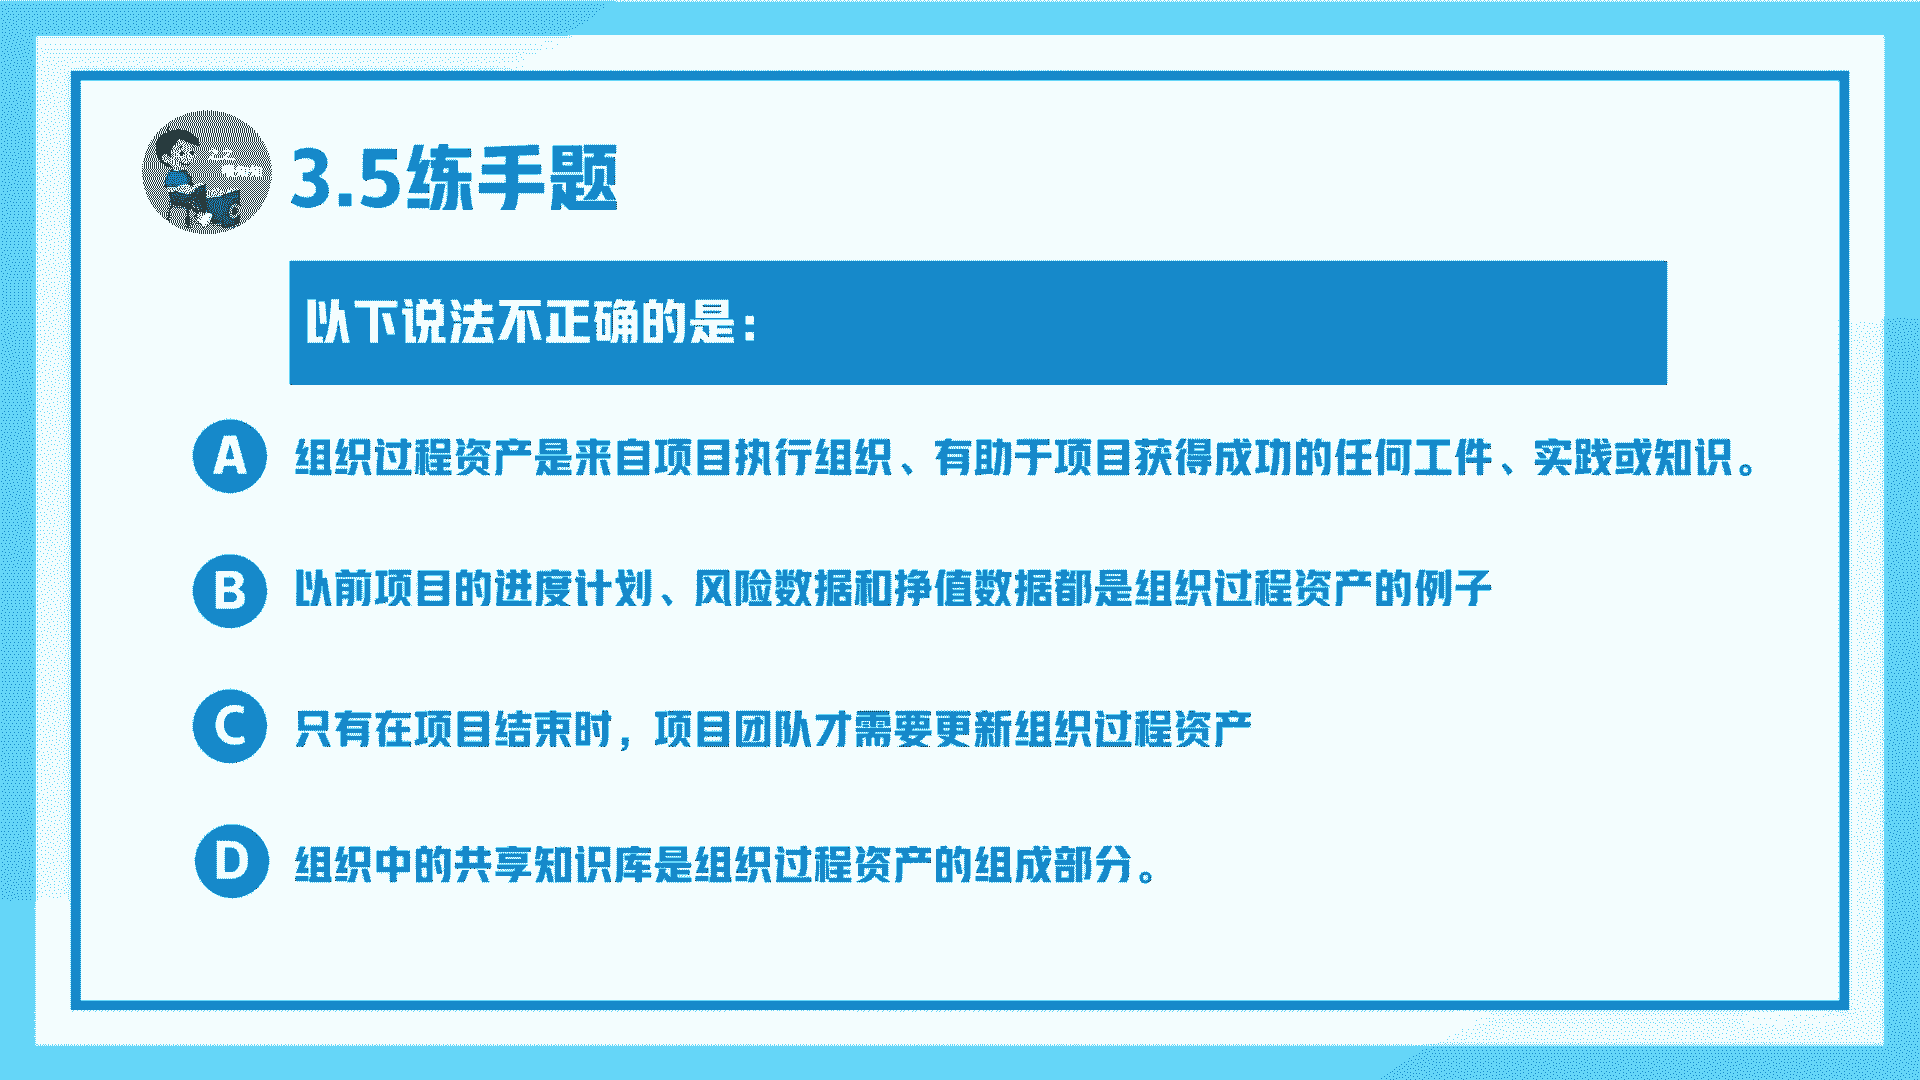 3.5练手题
以下说法不正确的是：
A 组织过程资产是来自项目执行组织、有助于项目获得成功的任何工件、实践或知识。
B 以前项目的进度计划、风险数据和挣值数据都是组织过程资产的例子
C 只有在项目结束时，项目团队才需要更新组织过程资产
D 组织中的共享知识库是组织过程资产的组成部分。